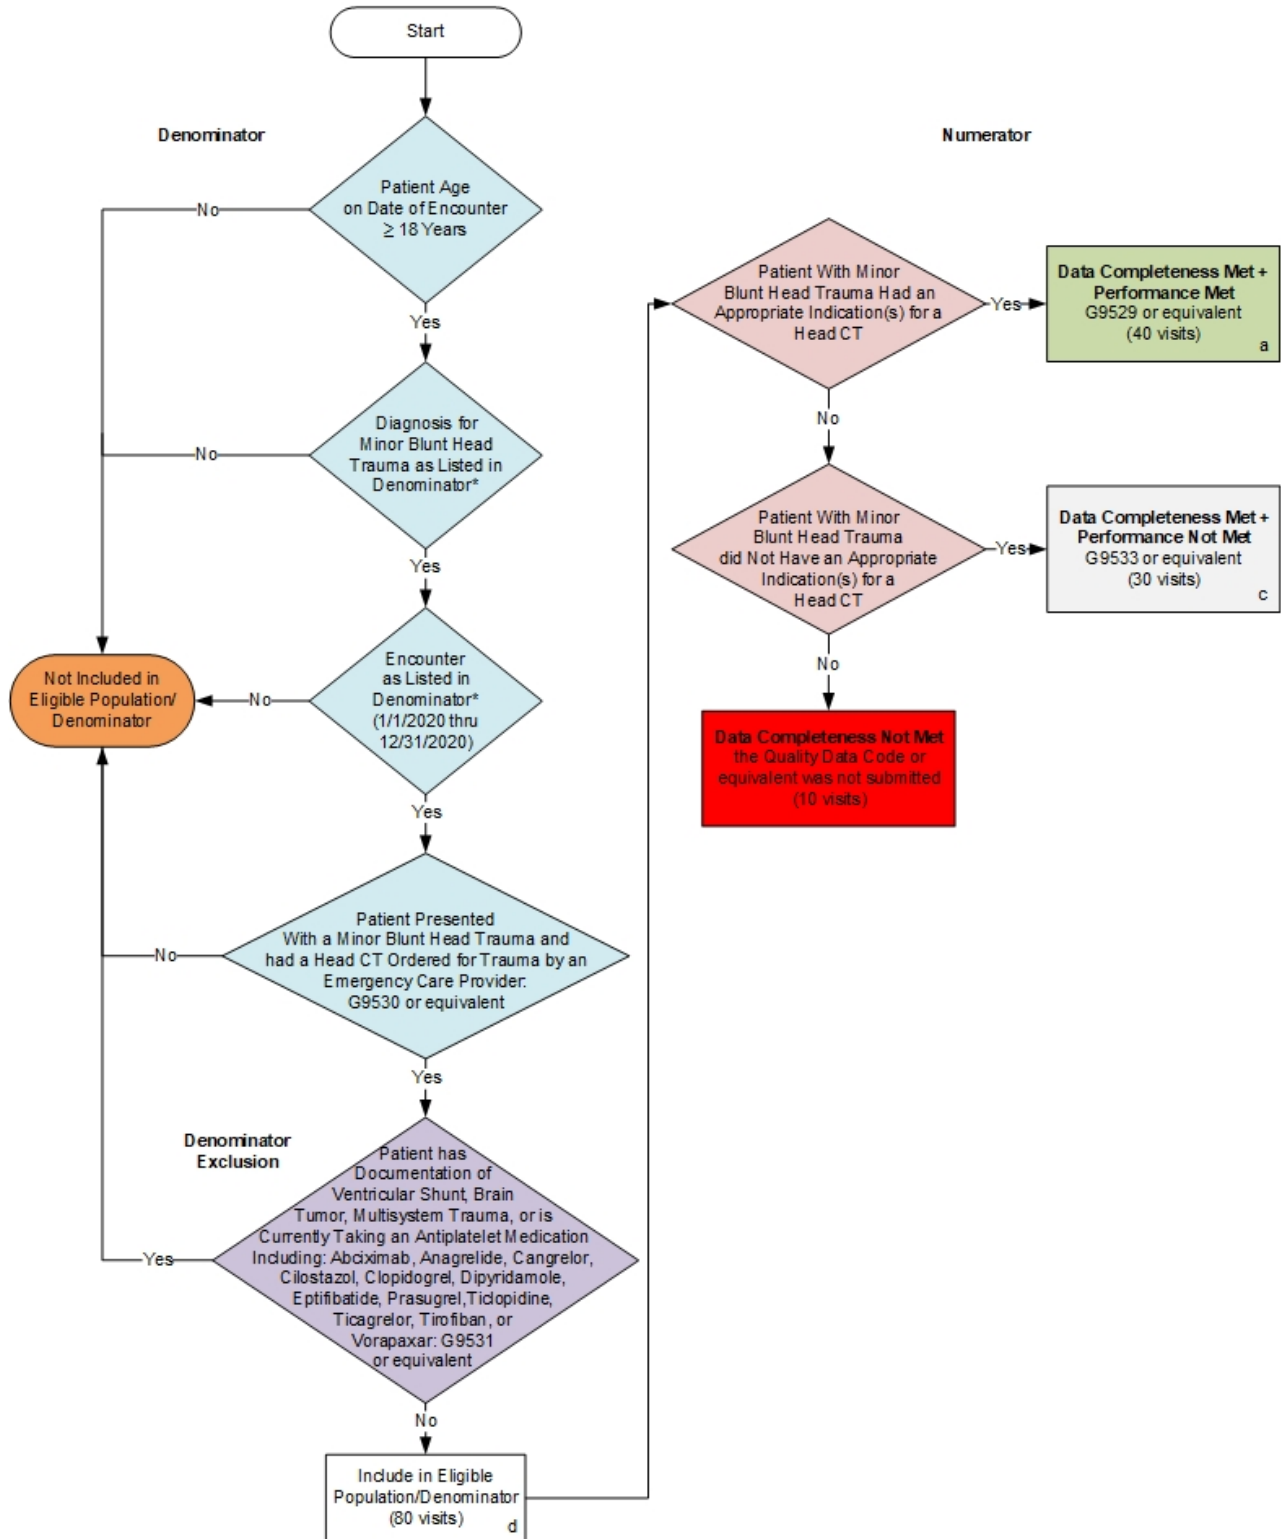 Start
Denominator
Patient Age
on Date of Encounter
≥ 18 Years
No
Yes
Diagnosis for
Minor Blunt Head
Trauma as Listed in
Denominator*
No
Yes
Encounter
as Listed in
Denominator*
(1/1/2020 thru
12/31/2020)
No
Not Included in
Eligible Population/
Denominator
Yes
Patient Presented
With a Minor Blunt Head Trauma and
had a Head CT Ordered for Trauma by an
Emergency Care Provider:
G9530 or equivalent
No
Yes
Denominator
Exclusion
Patient has
Documentation of
Ventricular Shunt, Brain
Tumor, Multisystem Trauma, or is
Currently Taking an Antiplatelet Medication
Including: Abciximab, Anagrelide, Cangrelor,
Cilostazol, Clopidogrel, Dipyridamole,
Eptifibatide, Prasugrel,Ticlopidine,
Ticagrelor, Tirofiban, or
Vorapaxar: G9531
or equivalent
Yes
No
Include in Eligible
Population/Denominator
(80 visits)
d
Numerator
Patient With Minor
Blunt Head Trauma Had an
Appropriate Indication(s) for a
Head CT
Yes
Data Completeness Met +
Performance Met
G9529 or equivalent
(40 visits)
a
No
Patient With Minor
Blunt Head Trauma
did Not Have an Appropriate
Indication(s) for a
Head CT
Yes
Data Completeness Met +
Performance Not Met
G9533 or equivalent
(30 visits)
c
No
Data Completeness Not Met
the Quality Data Code or
equivalent was not submitted
(10 visits)